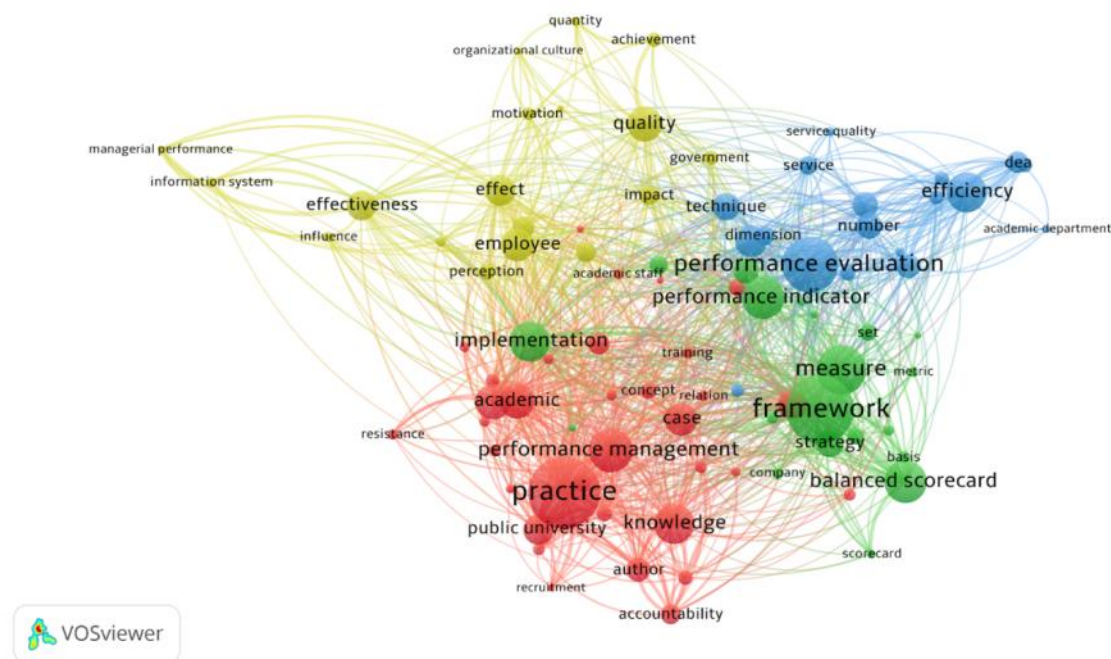 quantity
achievement
organizational culture
motivation
quality
service quality
managerial performance
government
service
dea
information system
effect
impact
efficiency
effectiveness
technique
number
academic department
influence
employee
dimension
perception
academic staff
performance evaluation
performance indicator
implementation
set
training
measure
metric
concept
relation
academic
framework
case
resistance
strategy
performance management
basis
company
balanced scorecard
practice
public university
knowledge
scorecard
author
recruitment
accountability
VOSviewer